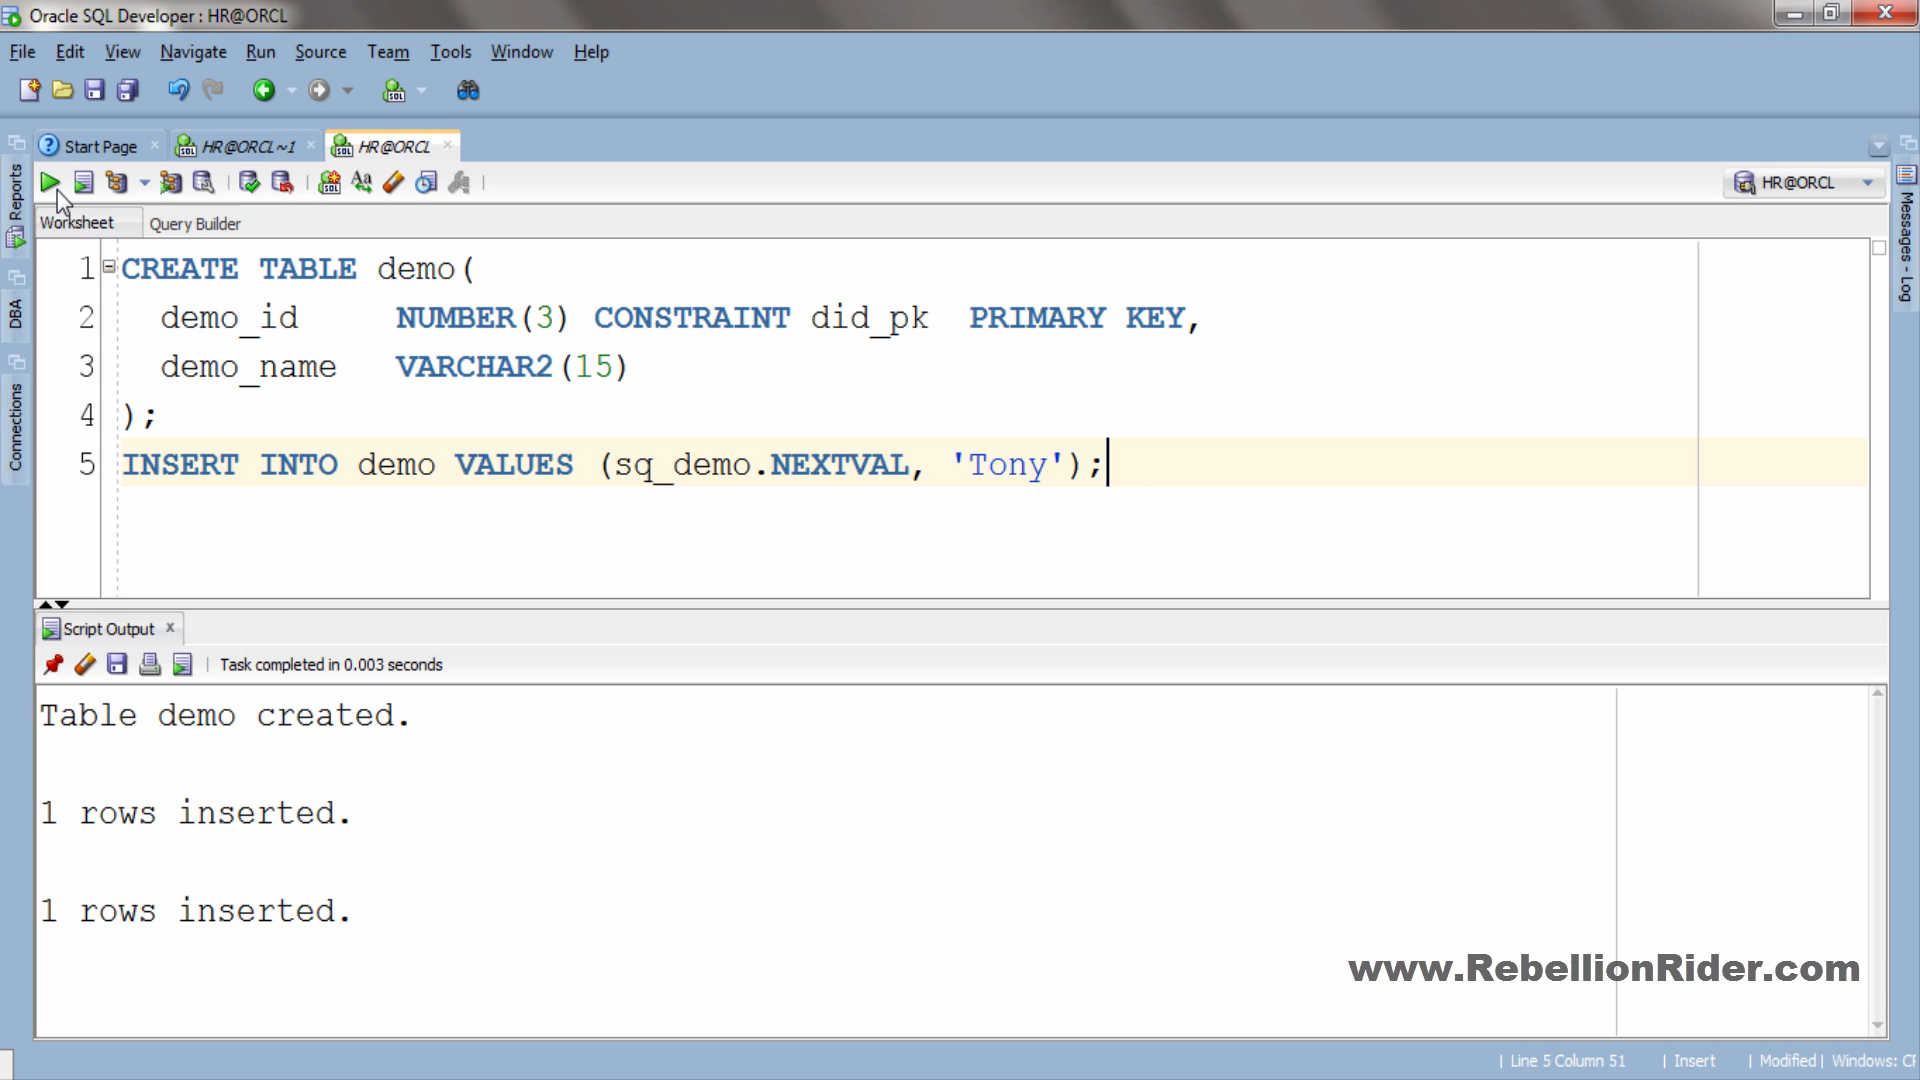 Oracle SQL Developer : HR@ORCL
File Edit View Navigate Run Source Team Tools Window Help
Start Page HR@ORCL~1 HR@ORCL
HR@ORCL
Reports
DBA
Connections
Messages - Log
Worksheet Query Builder
1 CREATE TABLE demo(
2 demo_id NUMBER(3) CONSTRAINT did_pk PRIMARY KEY,
3 demo_name VARCHAR2(15)
4 );
5 INSERT INTO demo VALUES (sq_demo.NEXTVAL, 'Tony');
Script Output x
Task completed in 0.003 seconds
Table demo created.
1 rows inserted.
1 rows inserted.
www.RebellionRider.com
| Line 5 Column 51 | Insert | Modified | Windows: CF